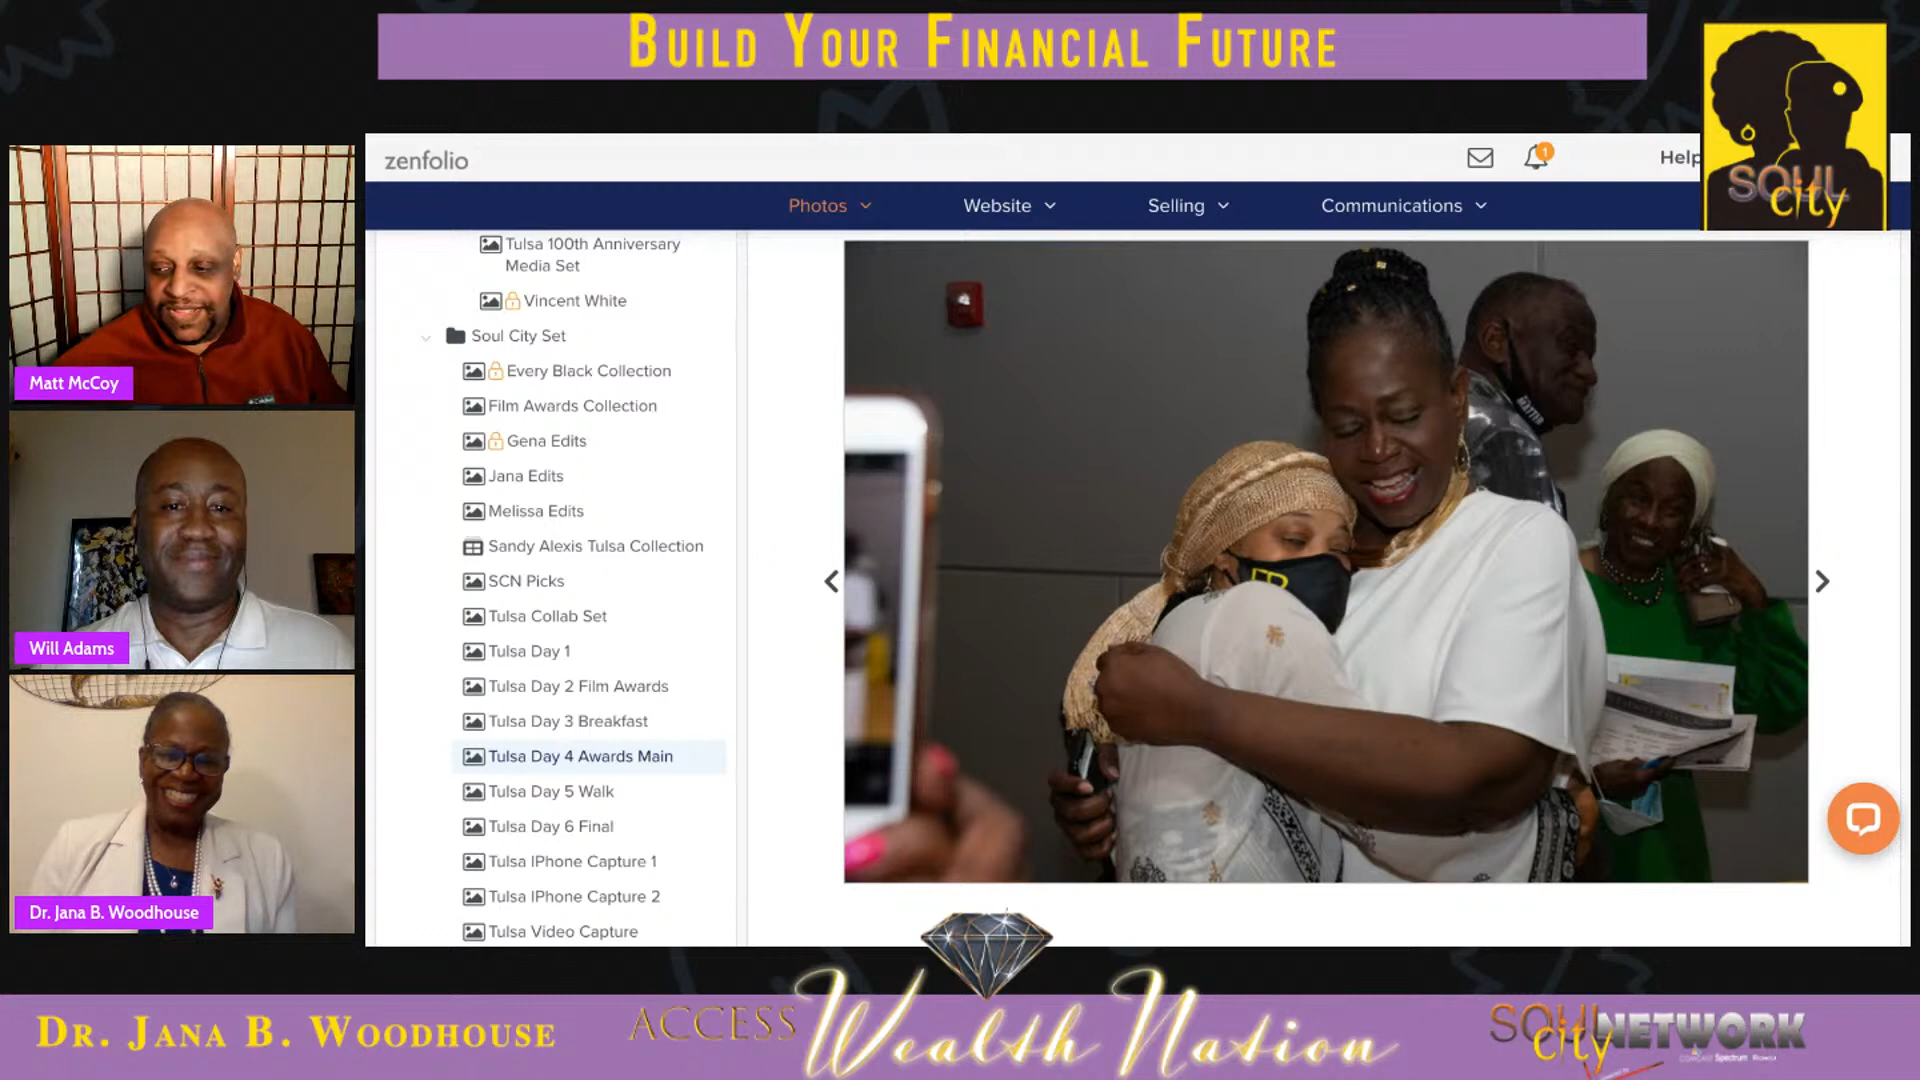 BUILD YOUR FINANCIAL FUTURE
SOUL
city
zenfolio
1
Help
Photos
Website
Selling
Communications
Tulsa 100th Anniversary
Media Set
Vincent White
Soul City Set
Every Black Collection
Film Awards Collection
Gena Edits
Jana Edits
Melissa Edits
Sandy Alexis Tulsa Collection
SCN Picks
Tulsa Collab Set
Tulsa Day 1
Tulsa Day 2 Film Awards
Tulsa Day 3 Breakfast
Tulsa Day 4 Awards Main
Tulsa Day 5 Walk
Tulsa Day 6 Final
Tulsa IPhone Capture 1
Tulsa IPhone Capture 2
Tulsa Video Capture
Matt McCoy
Will Adams
Dr. Jana B. Woodhouse
MATTER
DR. JANA B. WOODHOUSE
ACCESS
Wealth Nation
SOUL city NETWORK
COMCAST Spectrum